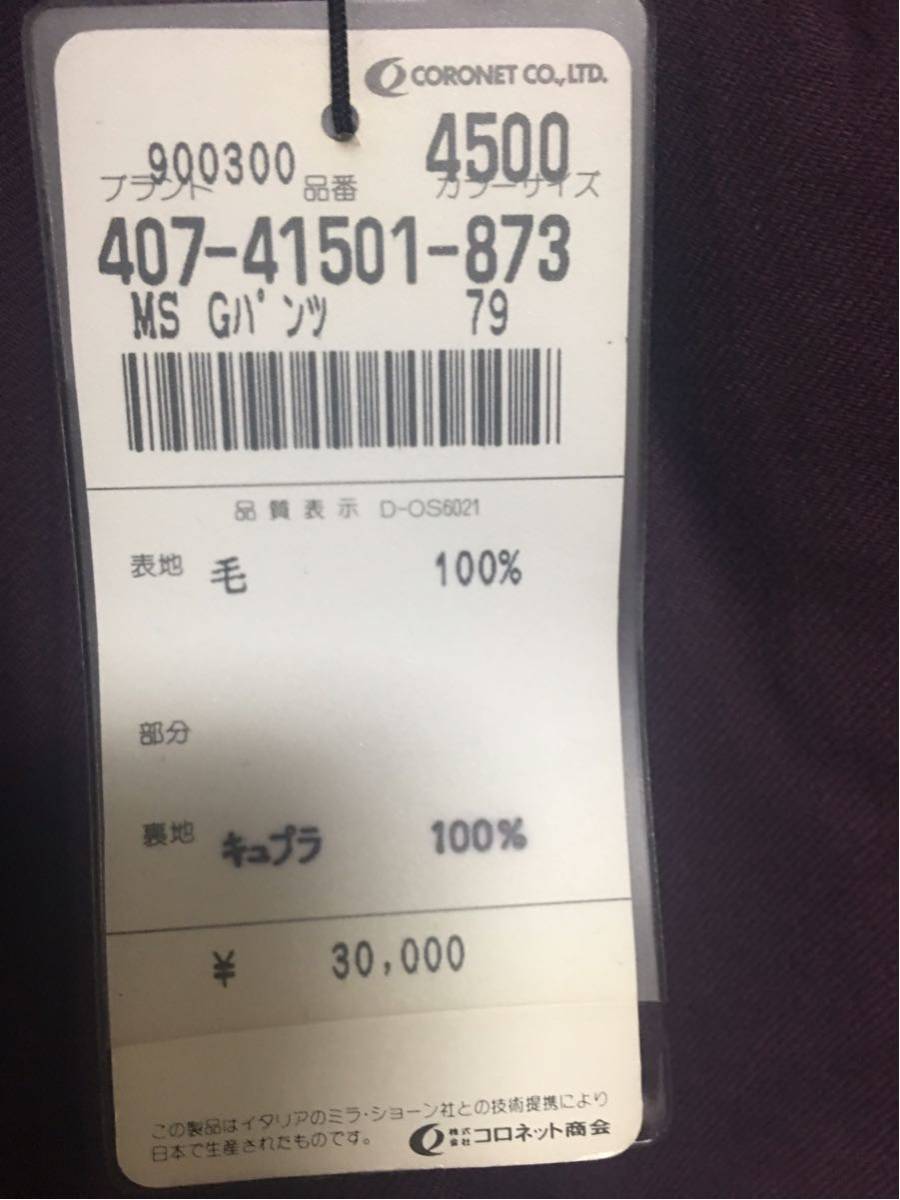 CORONET CO.,LTD.
900300 4500
ブランド 品番 カラーサイズ
407-41501-873
MS Gパンツ 79
品質表示 D-OS6021
表地 毛 100%
部分
裏地 キュプラ 100%
¥ 30,000
この製品はイタリアのミラ・ショーン社との技術提携により
日本で生産されたものです。 株式会社コロネット商会